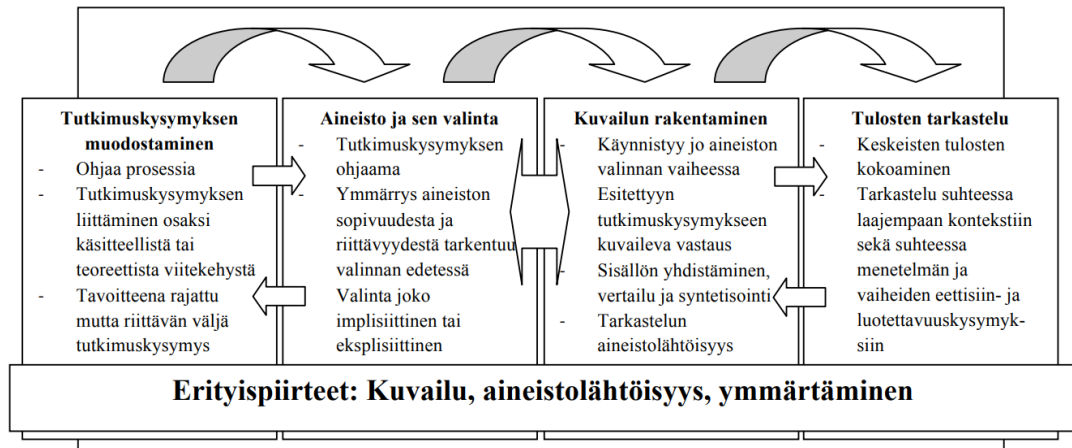 Tutkimuskysymyksen
muodostaminen
- Ohjaa prosessia
- Tutkimuskysymyksen
liittäminen osaksi
käsitteellistä tai
teoreettista viitekehystä
- Tavoitteena rajattu
mutta riittävän väljä
tutkimuskysymys
Aineisto ja sen valinta
- Tutkimuskysymyksen
ohjaama
- Ymmärrys aineiston
sopivuudesta ja
riittävyydestä tarkentuu
valinnan edetessä
- Valinta joko
implisiittinen tai
eksplisiittinen
Kuvailun rakentaminen
- Käynnistyy jo aineiston
valinnan vaiheessa
- Esitettyyn
tutkimuskysymykseen
kuvaileva vastaus
- Sisällön yhdistäminen,
vertailu ja syntetisointi
- Tarkastelun
aineistolähtöisyys
Tulosten tarkastelu
- Keskeisten tulosten
kokoaminen
- Tarkastelu suhteessa
laajempaan kontekstiin
sekä suhteessa
menetelmän ja
vaiheiden eettisiin- ja
luotettavuuskysymyk-
siin
Erityispiirteet: Kuvailu, aineistolähtöisyys, ymmärtäminen